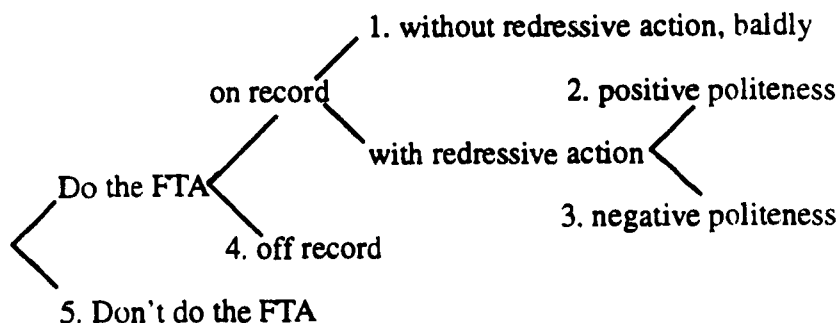 1. without redressive action, baldly
on record
2. positive politeness
with redressive action
Do the FTA
3. negative politeness
4. off record
5. Don't do the FTA